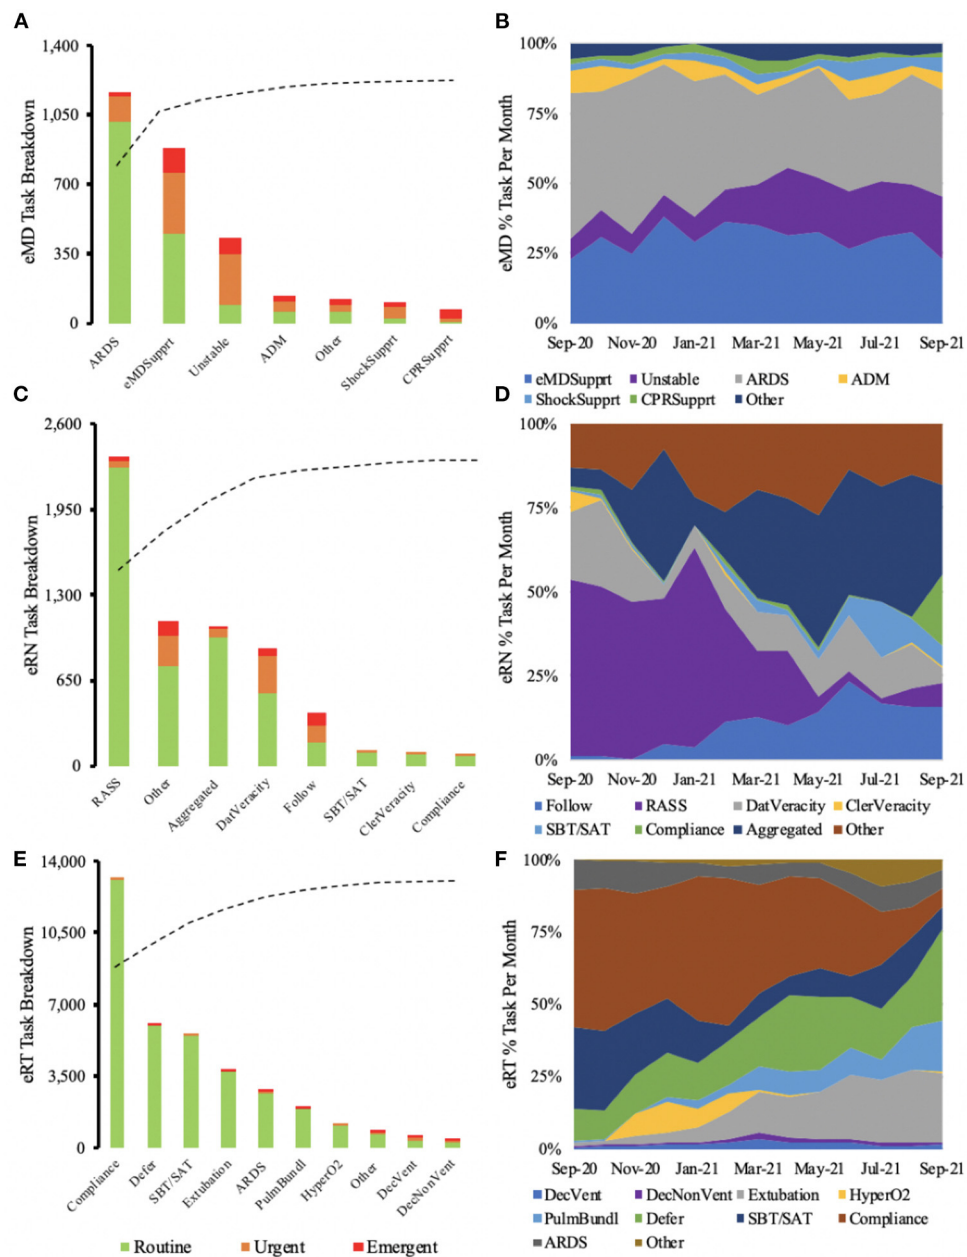 A
1,400
1,050
700
350
0
eMD Task Breakdown
ARDS
eMDSupprt
Unstable
ADM
Other
ShockSupprt
CPRSupprt
B
100%
75%
50%
25%
0%
eMD % Task Per Month
Sep-20 Nov-20 Jan-21 Mar-21 May-21 Jul-21 Sep-21
eMDSupprt Unstable ARDS ADM
ShockSupprt CPRSupprt Other
C
2,600
1,950
1,300
650
0
eRN Task Breakdown
RASS
Other
Aggregated
DatVeracity
Follow
SBT/SAT
ClerVeracity
Compliance
D
100%
75%
50%
25%
0%
eRN % Task Per Month
Sep-20 Nov-20 Jan-21 Mar-21 May-21 Jul-21 Sep-21
Follow RASS DatVeracity ClerVeracity
SBT/SAT Compliance Aggregated Other
E
14,000
10,500
7,000
3,500
0
eRT Task Breakdown
Compliance
Defer
SBT/SAT
Extubation
ARDS
PulmBundl
HyperO2
Other
DecVent
DecNonVent
F
100%
75%
50%
25%
0%
eRT % Task Per Month
Sep-20 Nov-20 Jan-21 Mar-21 May-21 Jul-21 Sep-21
DecVent DecNonVent Extubation HyperO2
PulmBundl Defer SBT/SAT Compliance
ARDS Other
Routine Urgent Emergent